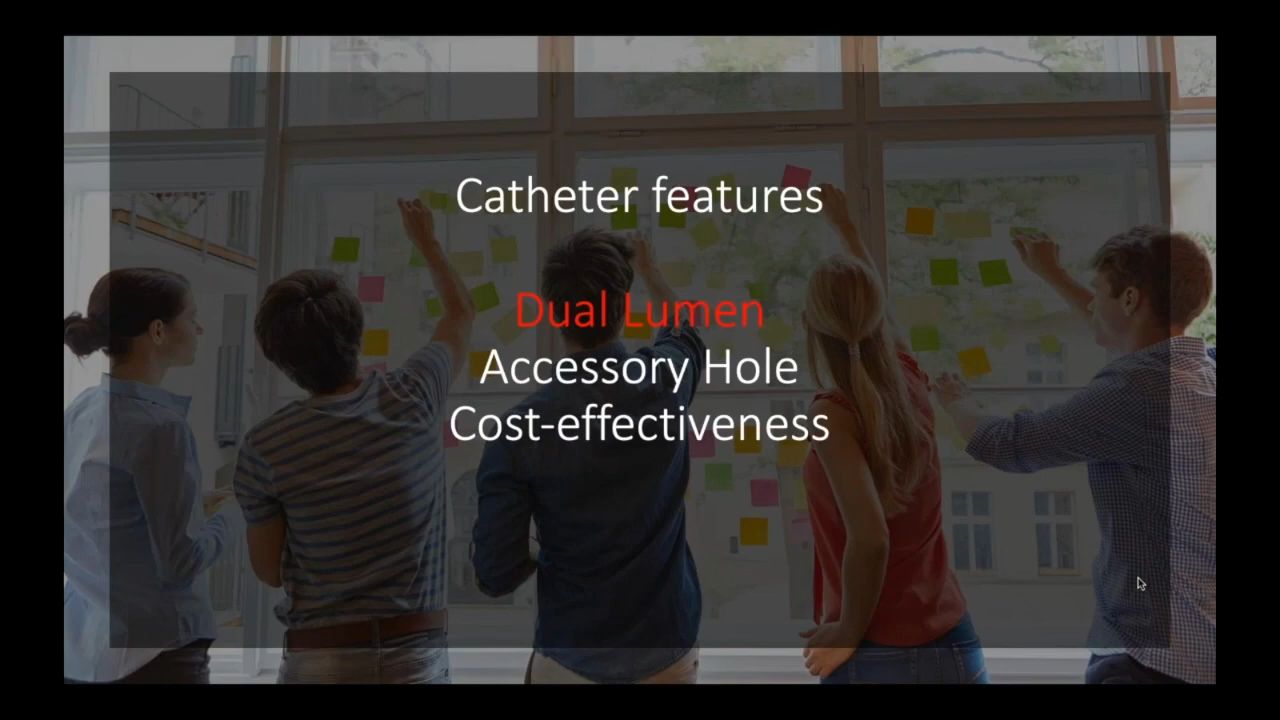 Catheter features
Dual Lumen
Accessory Hole
Cost-effectiveness